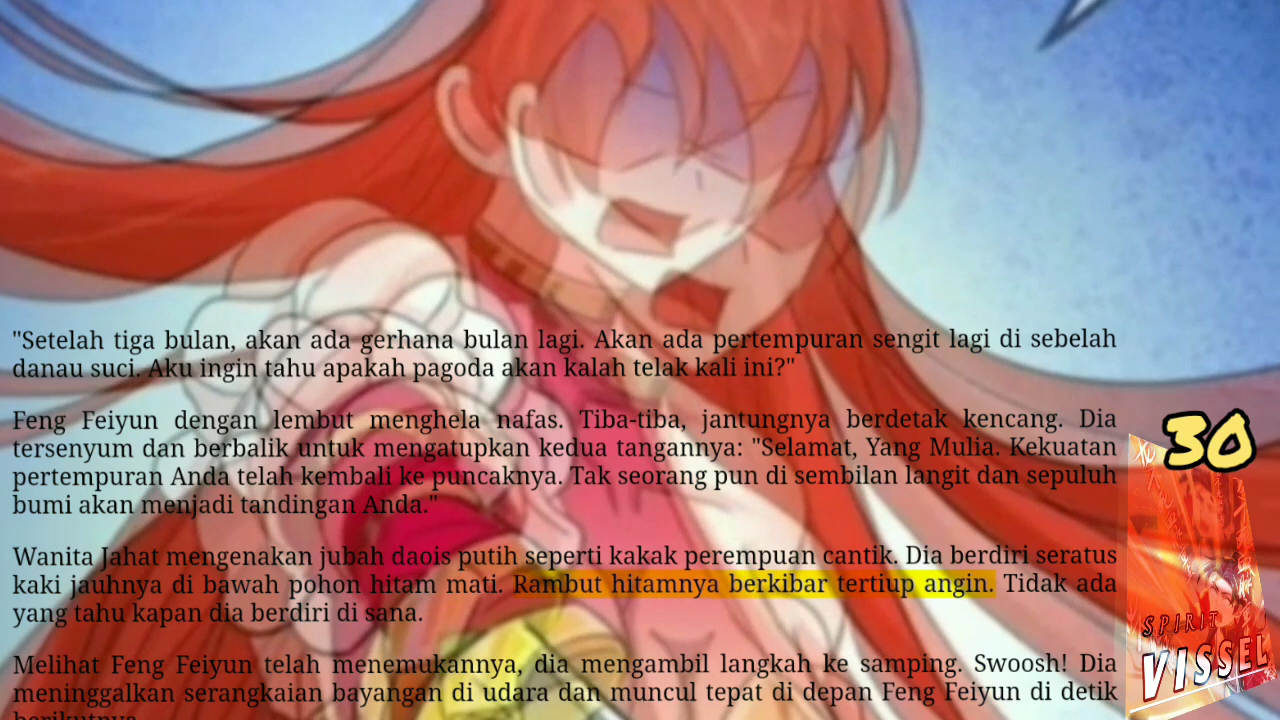 "Setelah tiga bulan, akan ada gerhana bulan lagi. Akan ada pertempuran sengit lagi di sebelah
danau suci. Aku ingin tahu apakah pagoda akan kalah telak kali ini?"
Feng Feiyun dengan lembut menghela nafas. Tiba-tiba, jantungnya berdetak kencang. Dia
tersenyum dan berbalik untuk mengatupkan kedua tangannya: "Selamat, Yang Mulia. Kekuatan
pertempuran Anda telah kembali ke puncaknya. Tak seorang pun di sembilan langit dan sepuluh
bumi akan menjadi tandingan Anda."
Wanita Jahat mengenakan jubah daois putih seperti kakak perempuan cantik. Dia berdiri seratus
kaki jauhnya di bawah pohon hitam mati. Rambut hitamnya berkibar tertiup angin. Tidak ada
yang tahu kapan dia berdiri di sana.
Melihat Feng Feiyun telah menemukannya, dia mengambil langkah ke samping. Swoosh! Dia
meninggalkan serangkaian bayangan di udara dan muncul tepat di depan Feng Feiyun di detik
30
SPIRIT
VISSEL